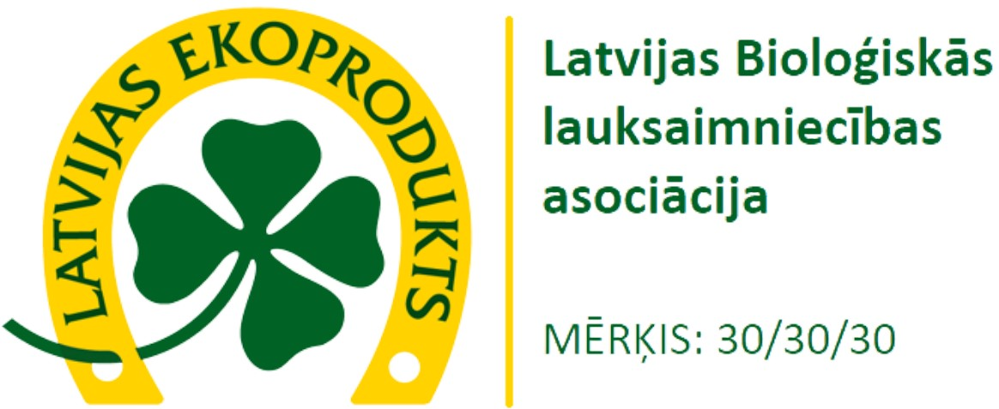 LATVIJAS EKOPRODUKTS
Latvijas Bioloģiskās
lauksaimniecības
asociācija
MĒRĶIS: 30/30/30